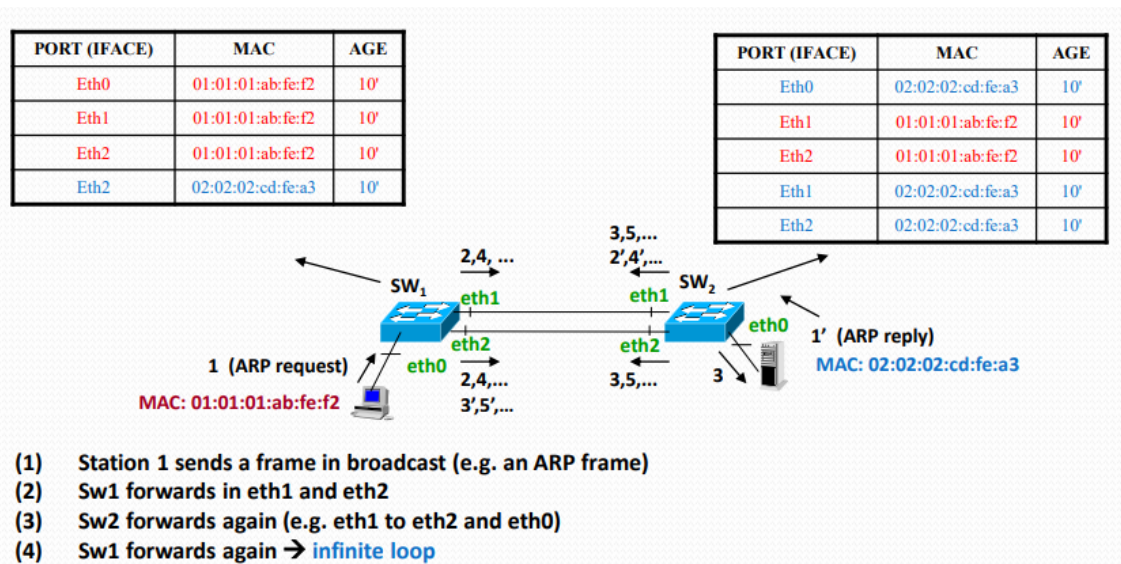 PORT (IFACE) MAC AGE
Eth0 01:01:01:ab:fe:f2 10'
Eth1 01:01:01:ab:fe:f2 10'
Eth2 01:01:01:ab:fe:f2 10'
Eth2 02:02:02:cd:fe:a3 10'
PORT (IFACE) MAC AGE
Eth0 02:02:02:cd:fe:a3 10'
Eth1 01:01:01:ab:fe:f2 10'
Eth2 01:01:01:ab:fe:f2 10'
Eth1 02:02:02:cd:fe:a3 10'
Eth2 02:02:02:cd:fe:a3 10'
2,4, ...
3,5,...
2',4',...
SW1
SW2
eth1
eth1
eth0
eth2
eth2
1' (ARP reply)
MAC: 02:02:02:cd:fe:a3
1 (ARP request)
eth0
2,4,...
3',5',...
3,5,...
3
MAC: 01:01:01:ab:fe:f2
(1) Station 1 sends a frame in broadcast (e.g. an ARP frame)
(2) Sw1 forwards in eth1 and eth2
(3) Sw2 forwards again (e.g. eth1 to eth2 and eth0)
(4) Sw1 forwards again → infinite loop